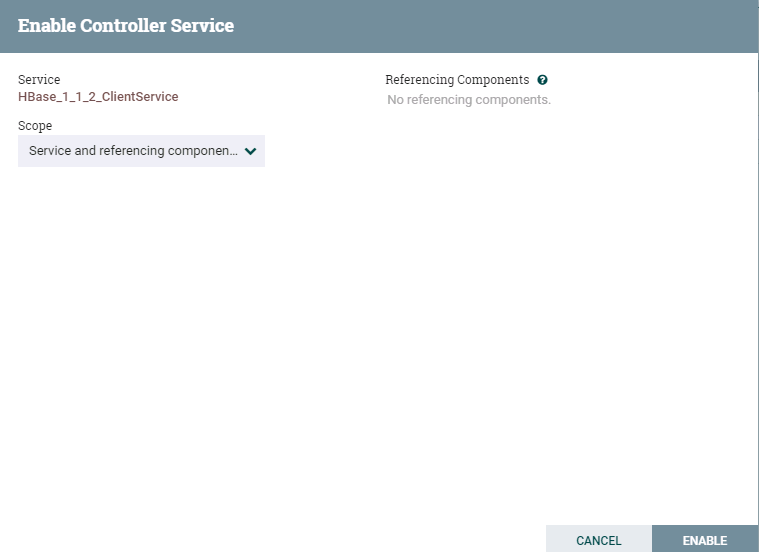 Enable Controller Service
Service
HBase_1_1_2_ClientService
Scope
Service and referencing componen...
Referencing Components
No referencing components.
CANCEL
ENABLE